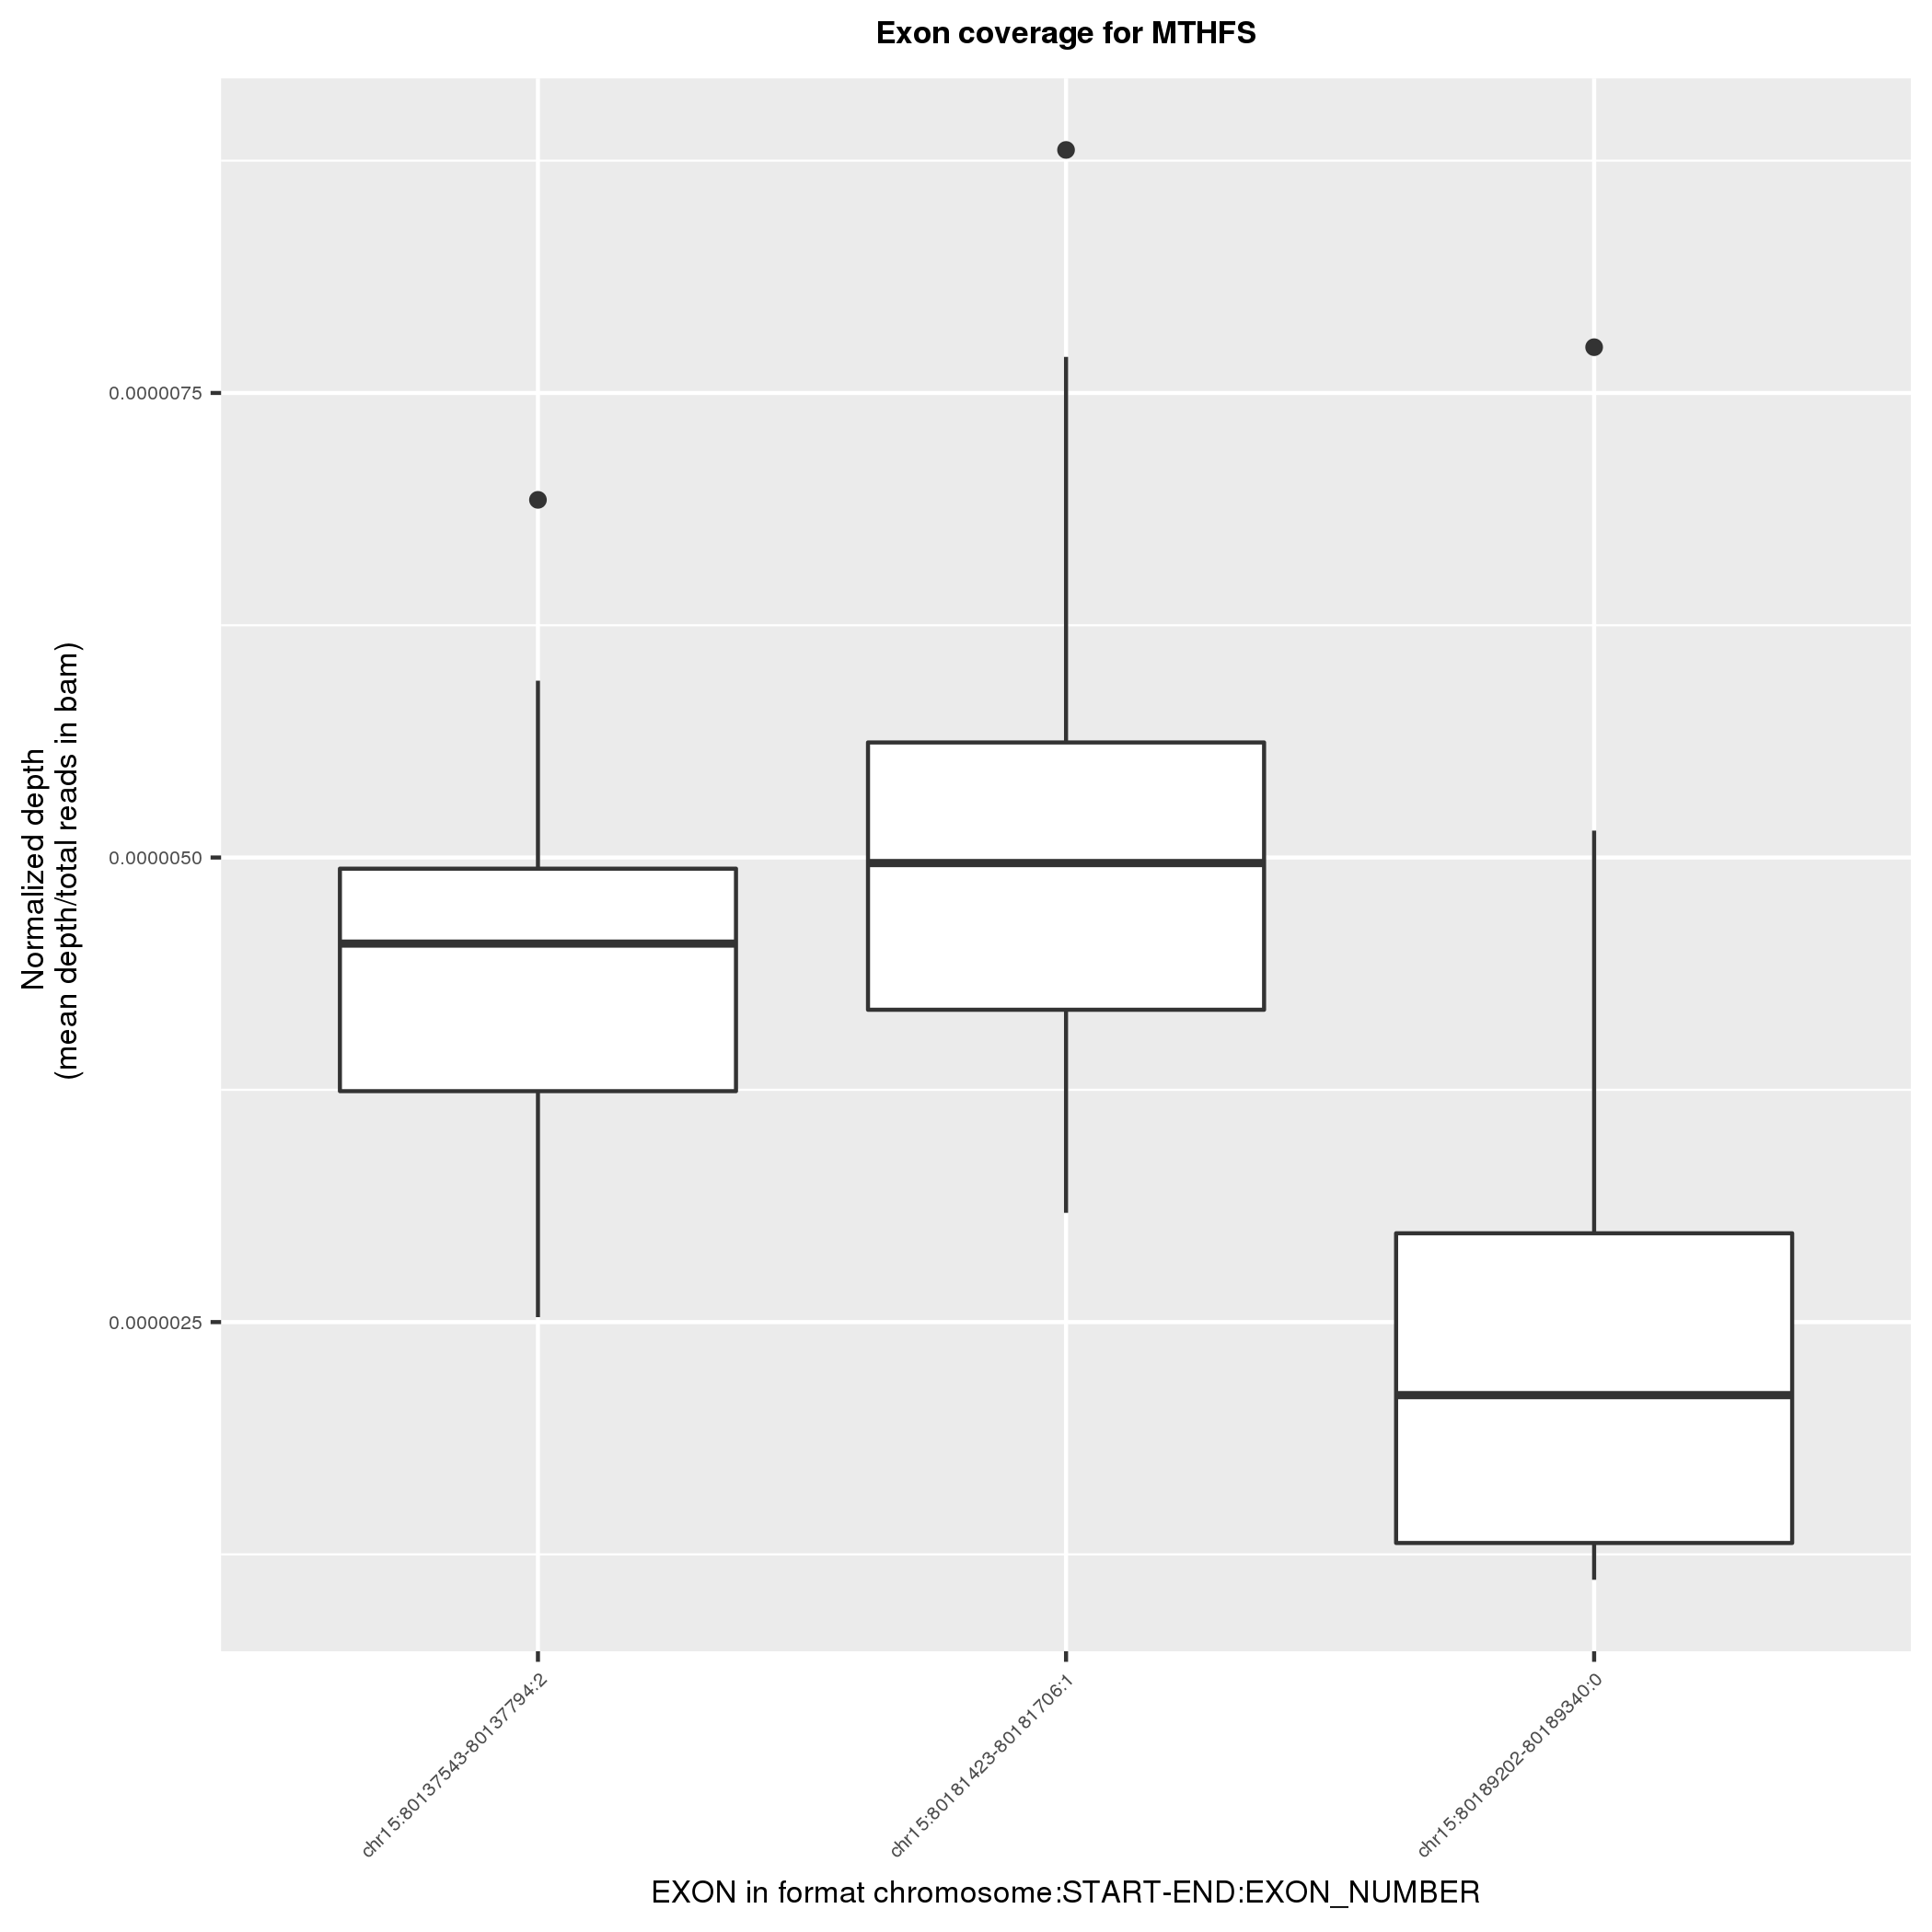 Exon coverage for MTHFS
Normalized depth
(mean depth/total reads in bam)
0.0000075
0.0000050
0.0000025
chr15:80137543-80137794:2
chr15:80181423-80181706:1
chr15:80189202-80189340:0
EXON in format chromosome:START-END:EXON_NUMBER